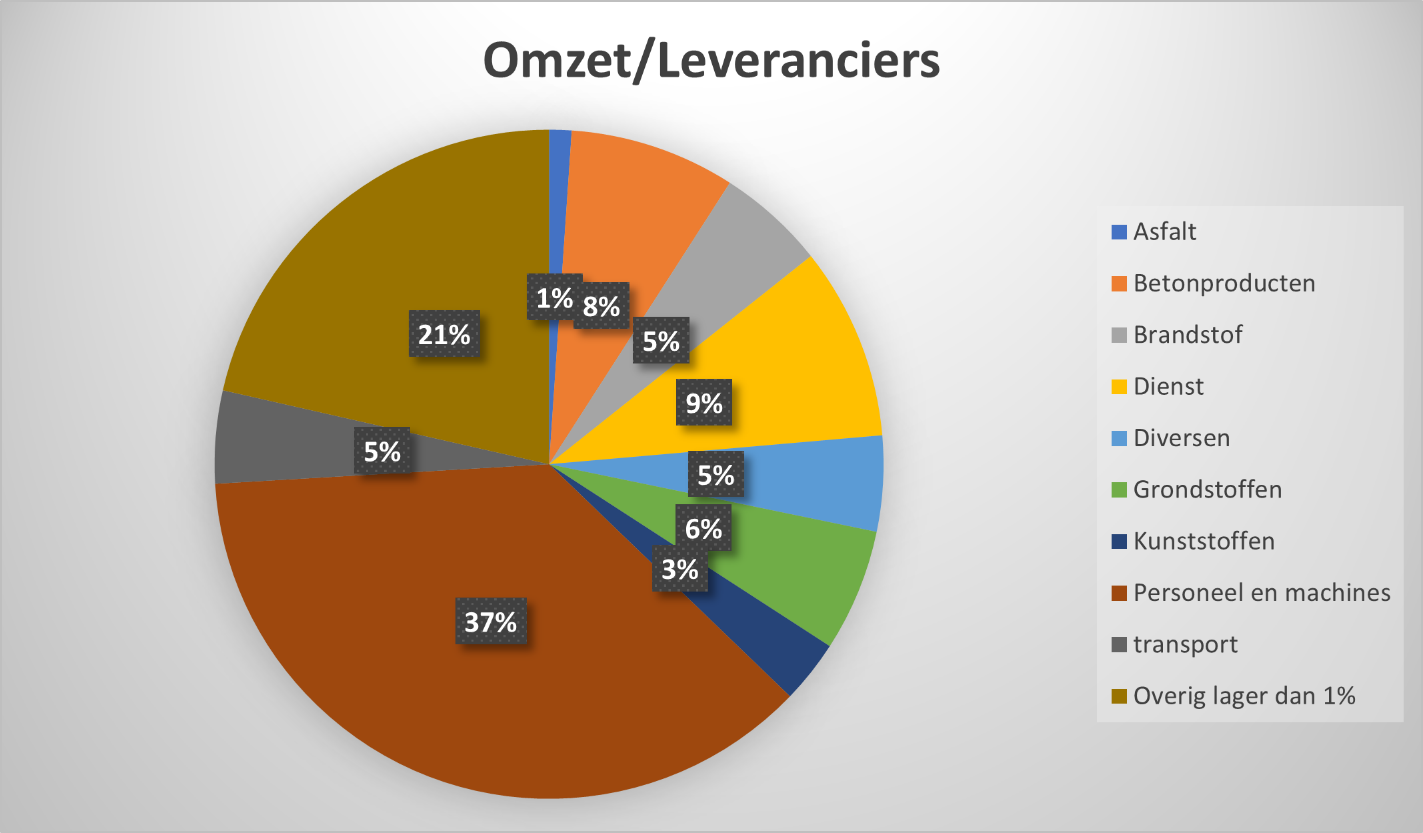 Omzet/Leveranciers
1%
8%
5%
9%
5%
6%
3%
37%
5%
21%
Asfalt
Betonproducten
Brandstof
Dienst
Diversen
Grondstoffen
Kunststoffen
Personeel en machines
transport
Overig lager dan 1%